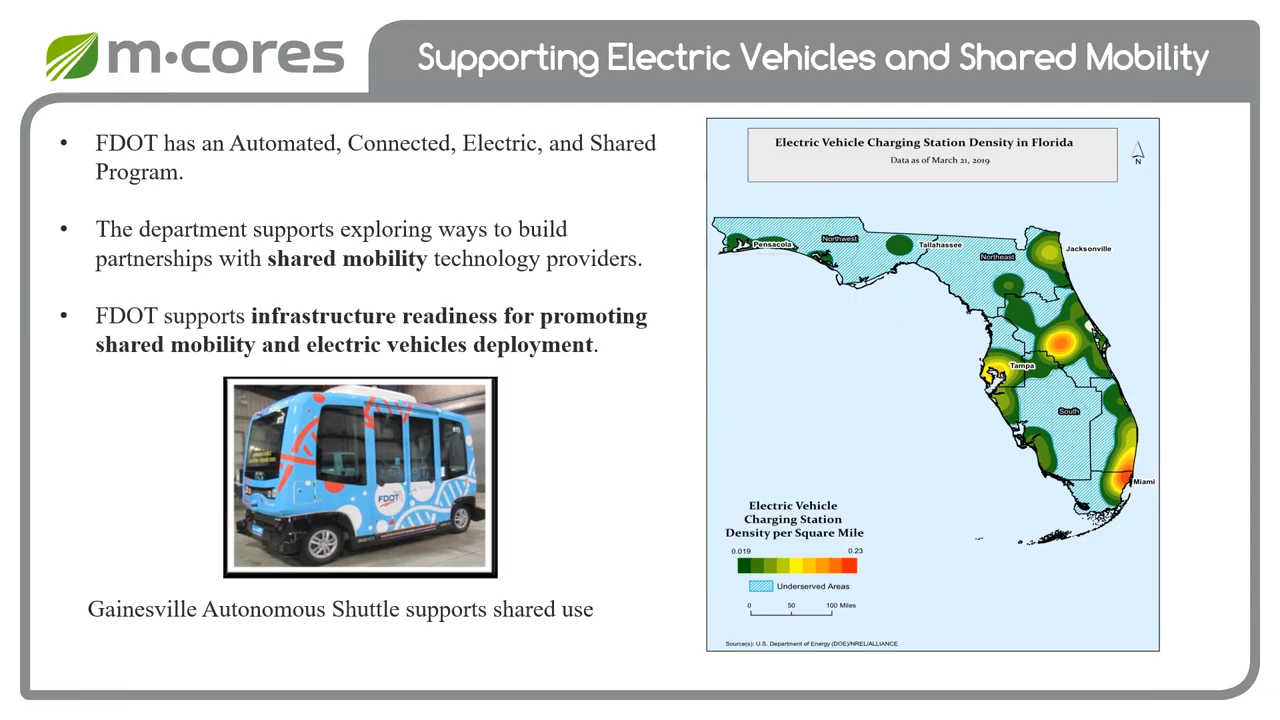 m·cores
Supporting Electric Vehicles and Shared Mobility
• FDOT has an Automated, Connected, Electric, and Shared
Program.
• The department supports exploring ways to build
partnerships with shared mobility technology providers.
• FDOT supports infrastructure readiness for promoting
shared mobility and electric vehicles deployment.
FDOT
Gainesville Autonomous Shuttle supports shared use
Electric Vehicle Charging Station Density in Florida
Data as of March 21, 2019
N
Pensacola
Northwest
Tallahassee
Northeast
Jacksonville
Tampa
South
Miami
Electric Vehicle
Charging Station
Density per Square Mile
0.019 0.23
Underserved Areas
0 50 100 Miles
Source(s): U.S. Department of Energy (DOE)/NREL/ALLIANCE